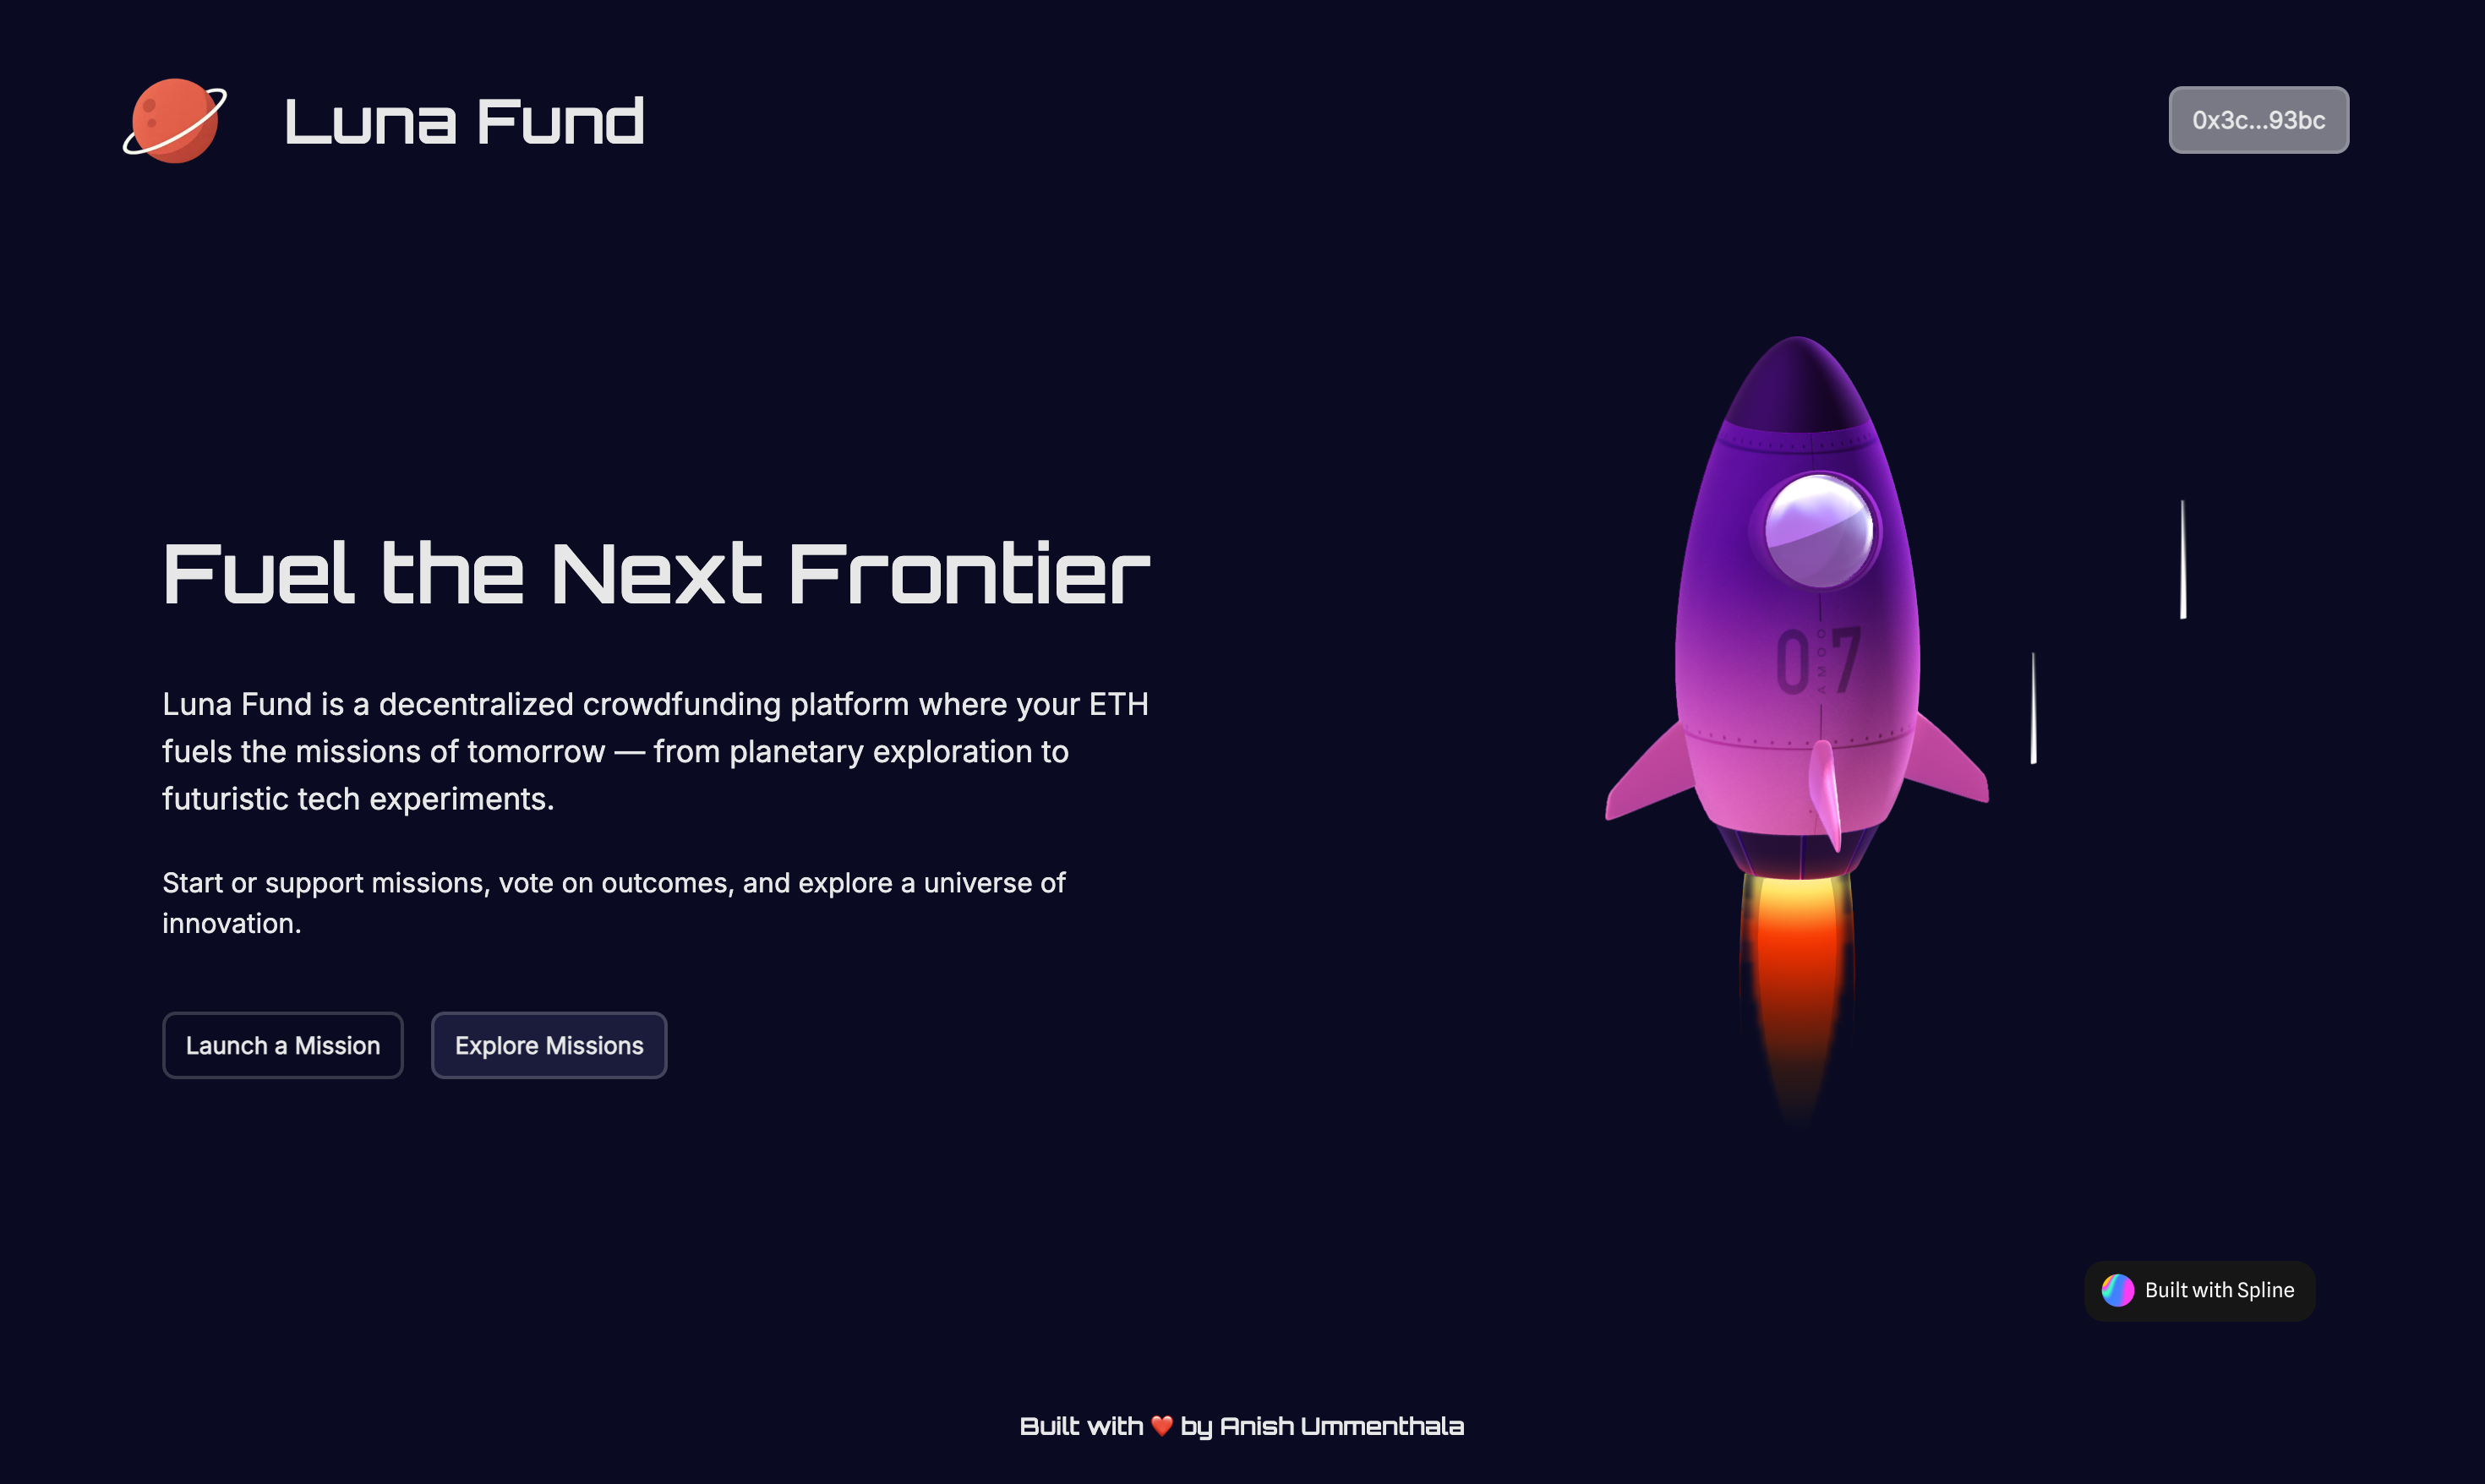 Luna Fund
0x3c...93bc
Fuel the Next Frontier
Luna Fund is a decentralized crowdfunding platform where your ETH
fuels the missions of tomorrow — from planetary exploration to
futuristic tech experiments.
Start or support missions, vote on outcomes, and explore a universe of
innovation.
Launch a Mission
Explore Missions
07
AMOO
Built with Spline
Built with ❤️ by Anish Ummenthala